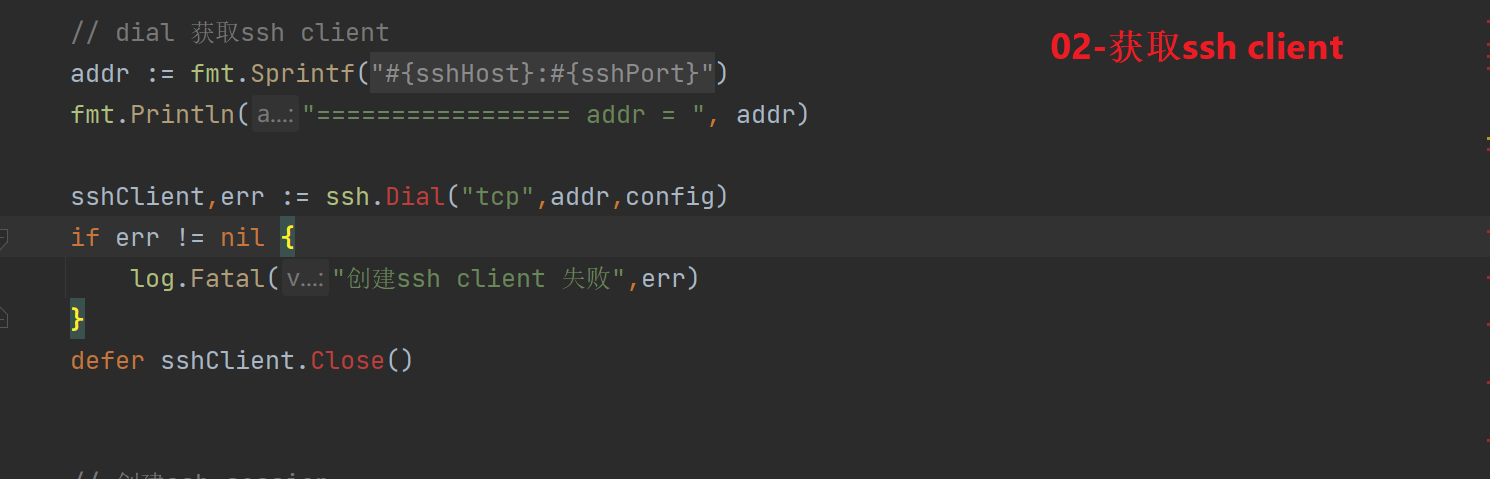 // dial 获取ssh client
02-获取ssh client
addr := fmt.Sprintf("#{sshHost}:#{sshPort}")
fmt.Println(a...:"================= addr = ", addr)
sshClient,err := ssh.Dial("tcp",addr,config)
if err != nil {
log.Fatal(v...:"创建ssh client 失败",err)
}
defer sshClient.Close()
// 创建ssh session